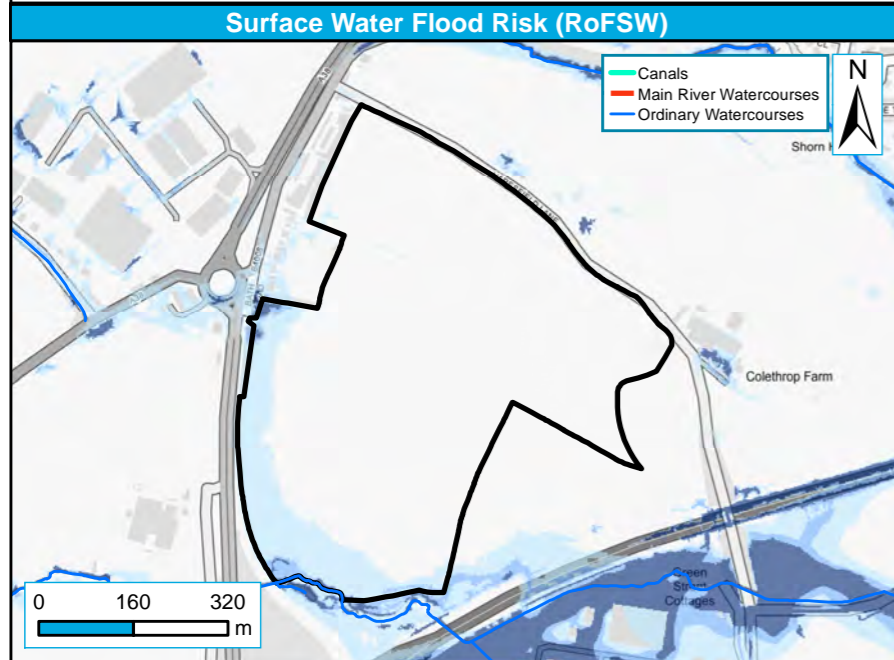 Surface Water Flood Risk (RoFSW)
Canals
Main River Watercourses
Ordinary Watercourses
N
Shorn
Colethrop Farm
Green
Street
Cottages
0 160 320
m